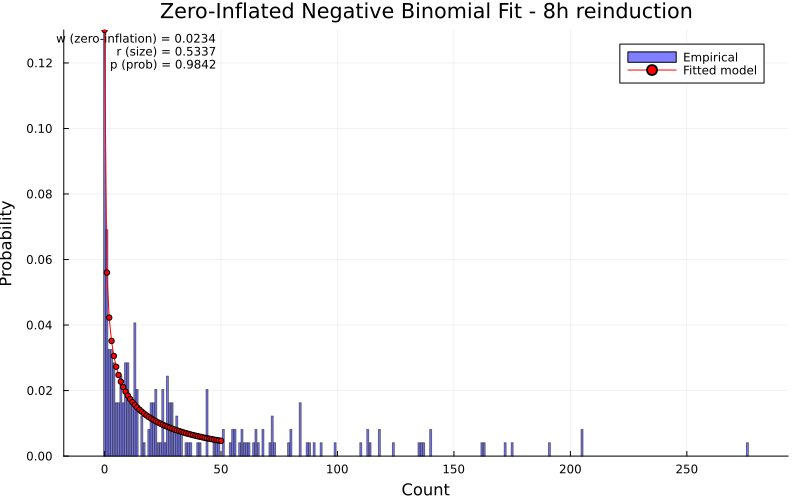 Zero-Inflated Negative Binomial Fit - 8h reinduction
w (zero-inflation) = 0.0234
r (size) = 0.5337
p (prob) = 0.9842
Empirical
Fitted model
Probability
0.12
0.10
0.08
0.06
0.04
0.02
0.00
0 50 100 150 200 250
Count